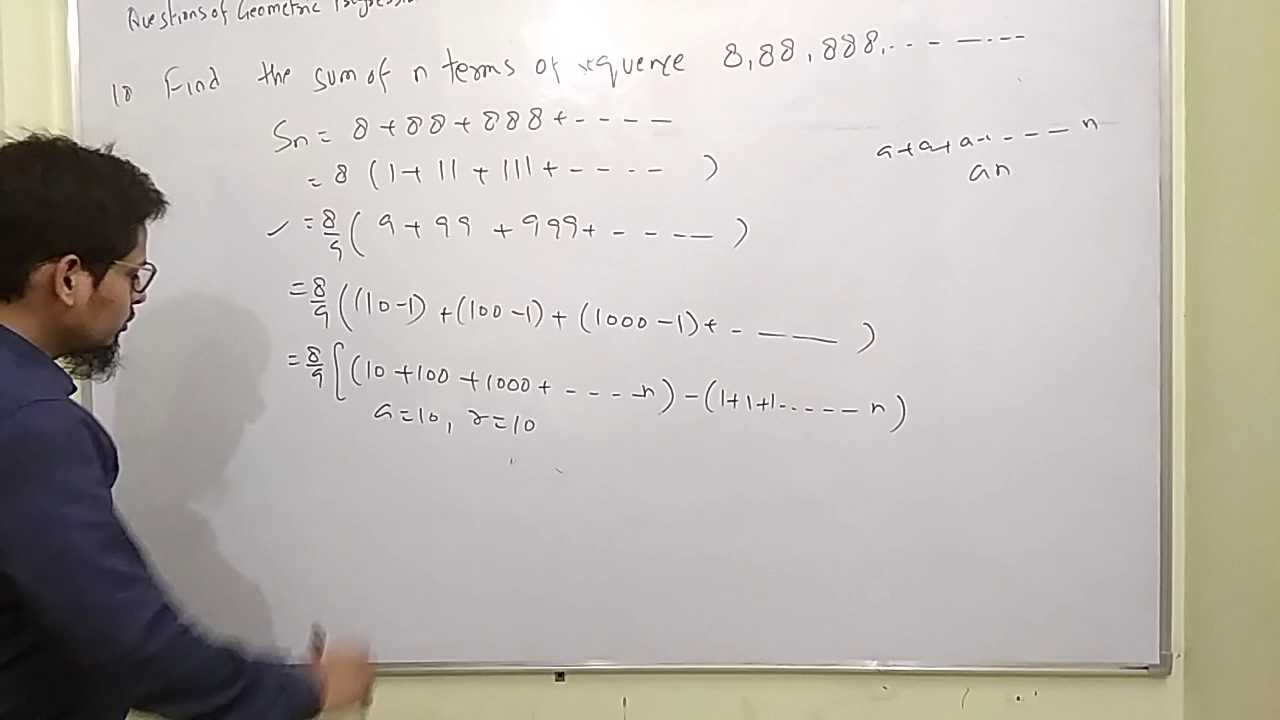 Questions of Geometric Progression
10 Find the sum of n terms of sequence 8,88,888,---- ----
Sn = 8+88+888+-----
= 8 (1+11+111+-----)
a+a+a+----n
an
✓ = 8/9 (9+99+999+-----)
= 8/9 ((10-1)+(100-1)+(1000-1)+----)
= 8/9 [(10+100+1000+----n)-(1+1+1-----n)
a=10, r=10